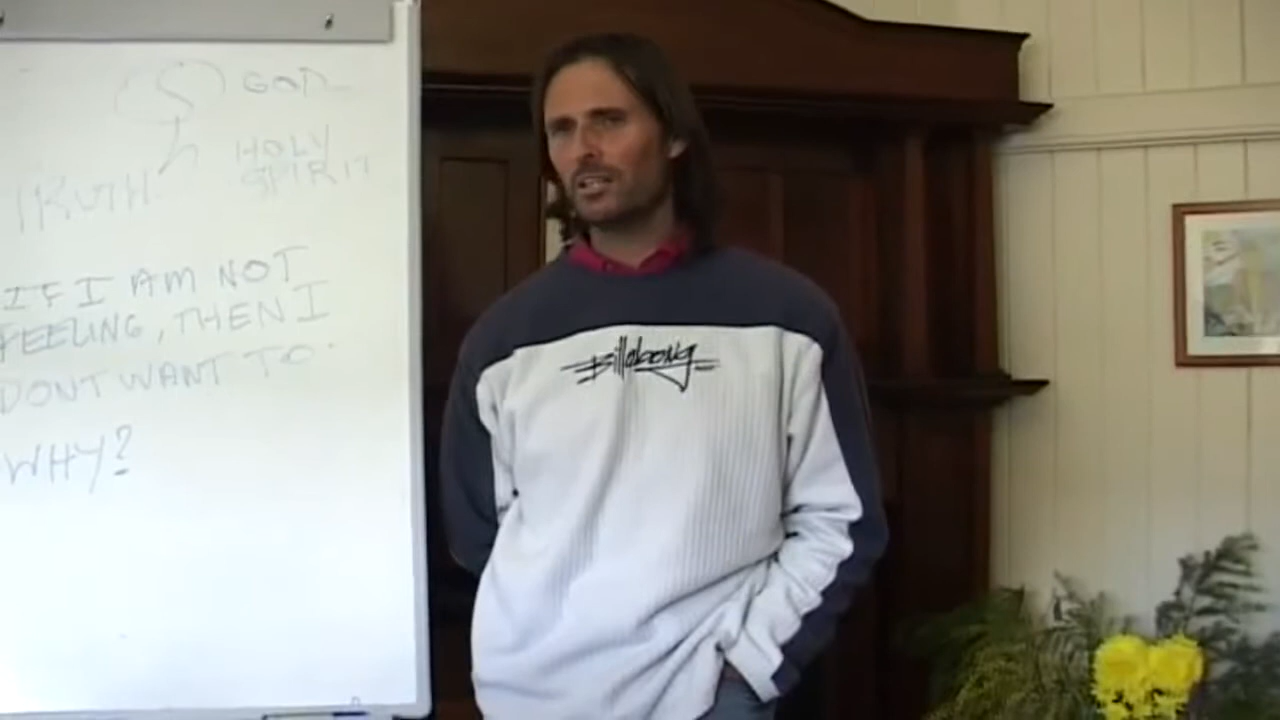 GOD
HOLY
SPIRIT
TRUTH
IF I AM NOT
FEELING, THEN I
DONT WANT TO.
WHY?
Billabong